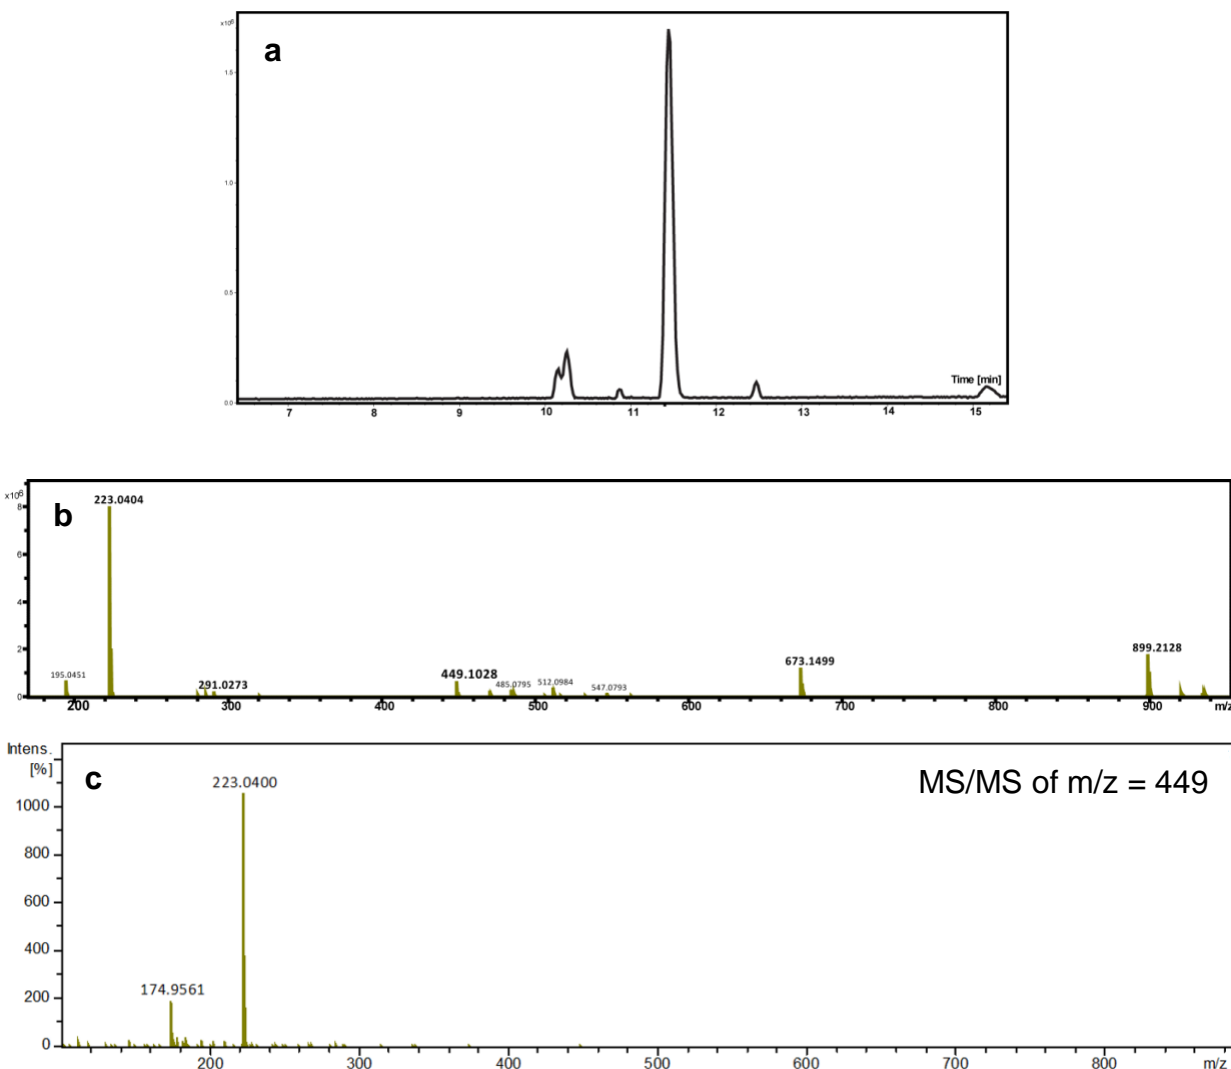 x10⁶
a
1.5
1.0
0.5
0.0
Time [min]
7 8 9 10 11 12 13 14 15
x10⁶
b
8
6
4
2
0
223.0404
195.0451
291.0273
449.1028
485.0795
512.0984
547.0793
673.1499
899.2128
200 300 400 500 600 700 800 900 m/z
Intens.
[%]
c
MS/MS of m/z = 449
1000
800
600
400
200
0
223.0400
174.9561
200 300 400 500 600 700 800 m/z